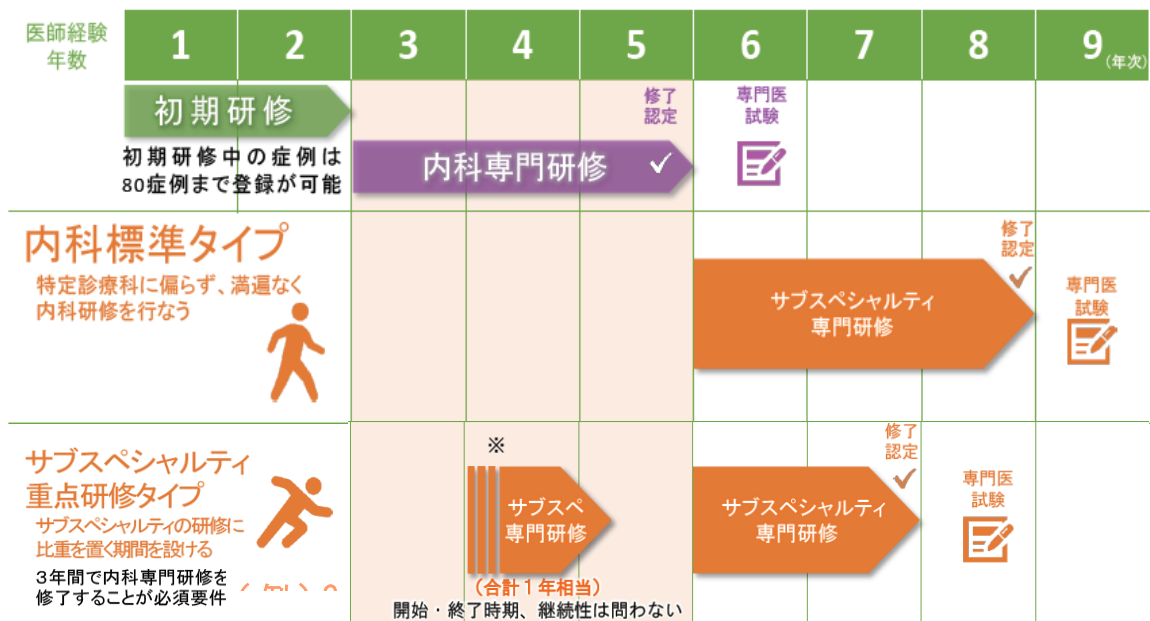 医師経験
年数
1 2 3 4 5 6 7 8 9(年次)
初期研修
初期研修中の症例は
80症例まで登録が可能
内科専門研修
修了
認定
専門医
試験
内科標準タイプ
特定診療科に偏らず、満遍なく
内科研修を行なう
サブスペシャルティ
専門研修
修了
認定
専門医
試験
サブスペシャルティ
重点研修タイプ
サブスペシャルティの研修に
比重を置く期間を設ける
3年間で内科専門研修を
修了することが必須要件
※
サブスペ
専門研修
(合計1年相当)
開始・終了時期、継続性は問わない
サブスペシャルティ
専門研修
修了
認定
専門医
試験